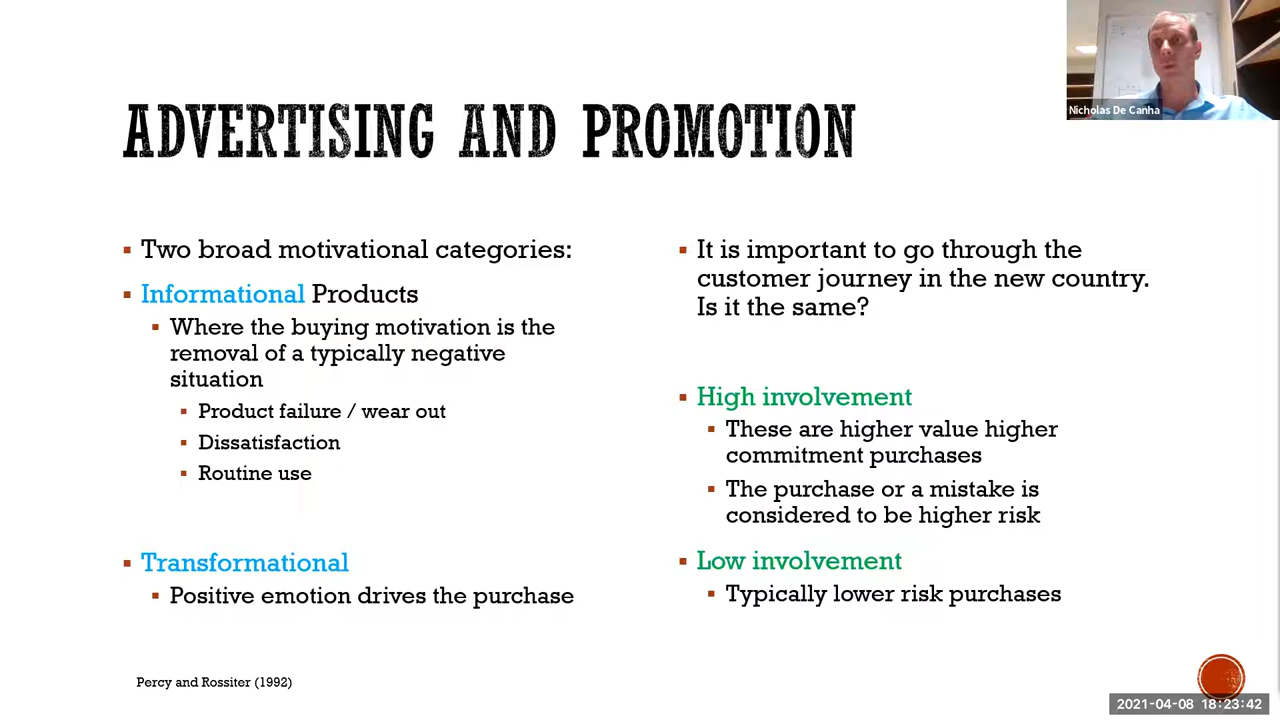 Nicholas De Canha
ADVERTISING AND PROMOTION
Two broad motivational categories:
Informational Products
Where the buying motivation is the
removal of a typically negative
situation
Product failure / wear out
Dissatisfaction
Routine use
Transformational
Positive emotion drives the purchase
It is important to go through the
customer journey in the new country.
Is it the same?
High involvement
These are higher value higher
commitment purchases
The purchase or a mistake is
considered to be higher risk
Low involvement
Typically lower risk purchases
Percy and Rossiter (1992)
2021-04-08 18:23:42